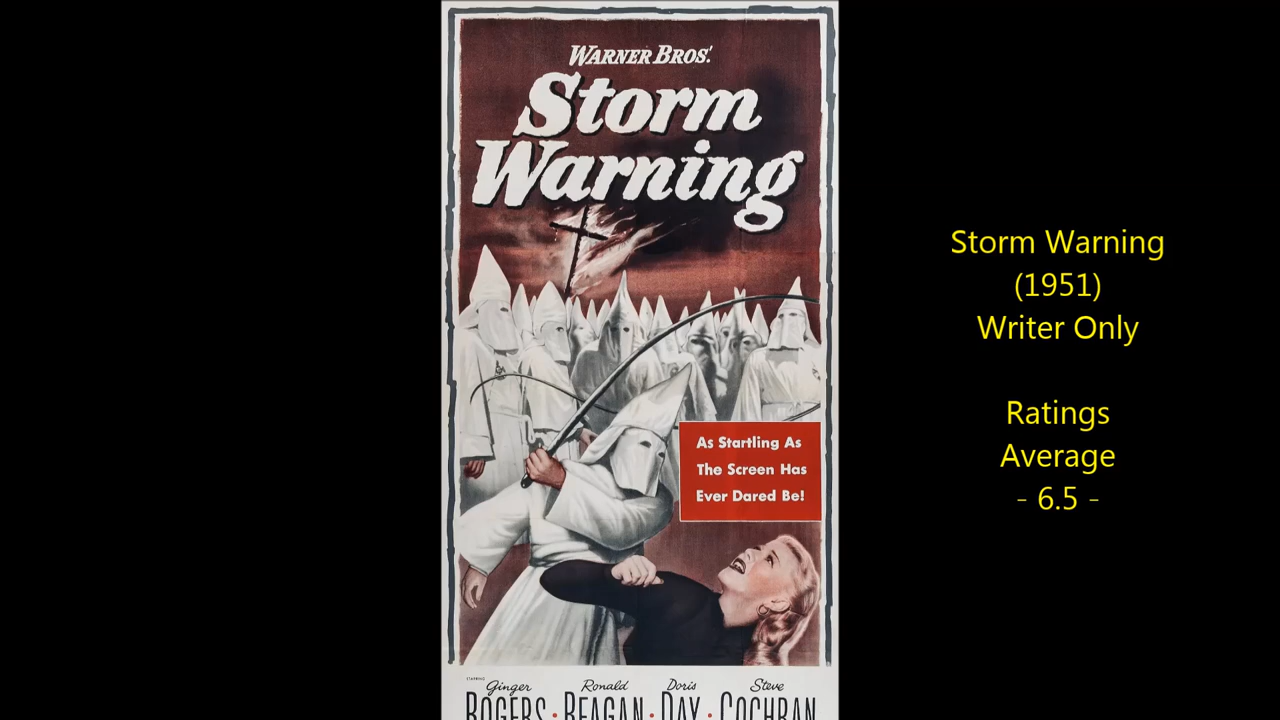 WARNER BROS.'
Storm
Warning
As Startling As
The Screen Has
Ever Dared Be!
STARRING
Ginger Ronald Doris Steve
ROGERS · REAGAN · DAY · COCHRAN
Storm Warning
(1951)
Writer Only
Ratings
Average
- 6.5 -